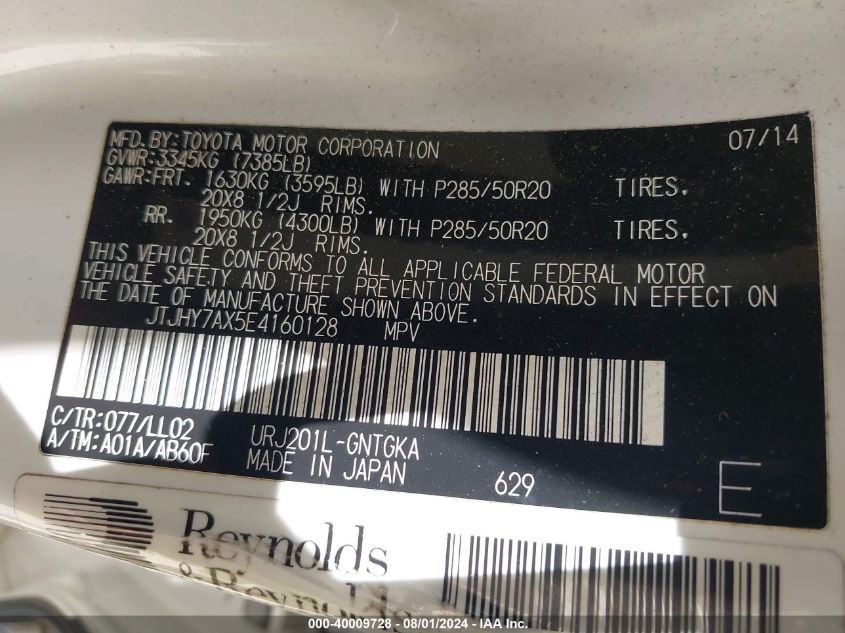 MFD.BY:TOYOTA MOTOR CORPORATION 07/14
GVWR:3345KG (7385LB)
GAWR:FRT. 1630KG (3595LB) WITH P285/50R20 TIRES.
20X8 1/2J RIMS.
RR. 1950KG (4300LB) WITH P285/50R20 TIRES.
20X8 1/2J RIMS.
THIS VEHICLE CONFORMS TO ALL APPLICABLE FEDERAL MOTOR
VEHICLE SAFETY AND THEFT PREVENTION STANDARDS IN EFFECT ON
THE DATE OF MANUFACTURE SHOWN ABOVE.
JTJHY7AX5E4160128 MPV
C/TR:077/LL02 URJ201L-GNTGKA
A/TM:A01A/AB60F MADE IN JAPAN 629 E
Reynolds
& Reynolds
000-40009728 - 08/01/2024 - IAA Inc.